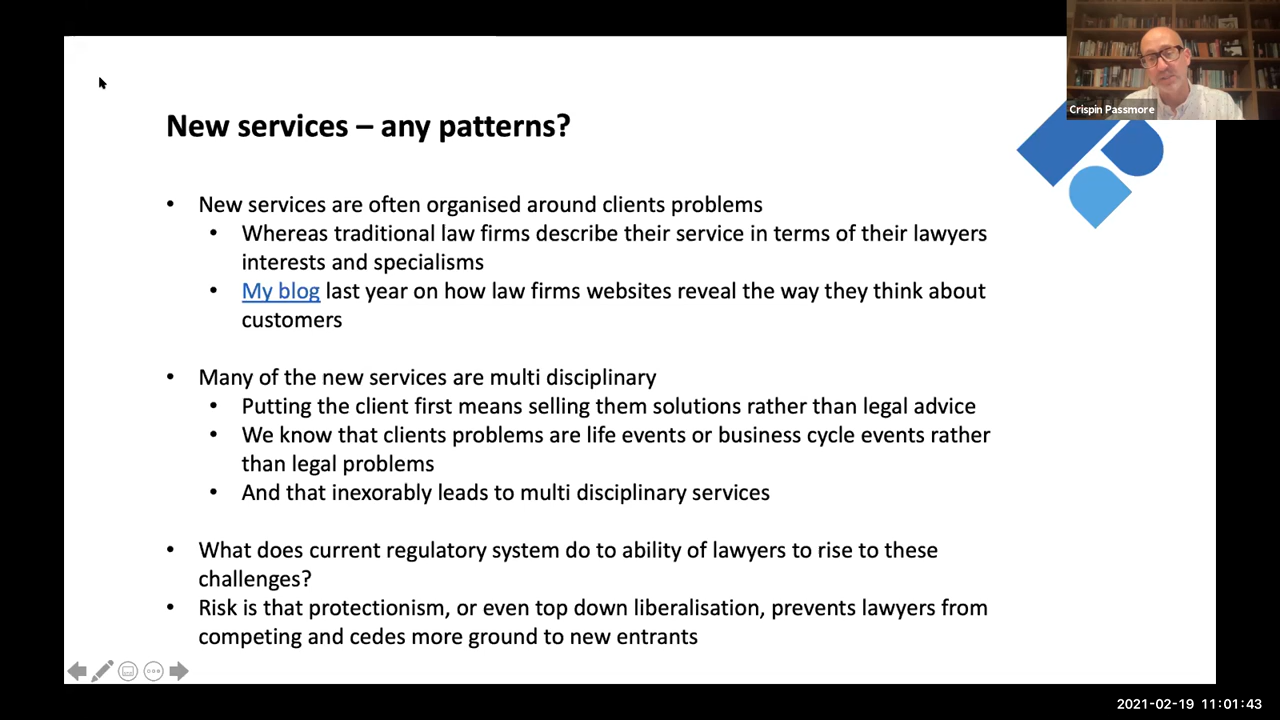 Crispin Passmore
New services – any patterns?
• New services are often organised around clients problems
• Whereas traditional law firms describe their service in terms of their lawyers
interests and specialisms
• My blog last year on how law firms websites reveal the way they think about
customers
• Many of the new services are multi disciplinary
• Putting the client first means selling them solutions rather than legal advice
• We know that clients problems are life events or business cycle events rather
than legal problems
• And that inexorably leads to multi disciplinary services
• What does current regulatory system do to ability of lawyers to rise to these
challenges?
• Risk is that protectionism, or even top down liberalisation, prevents lawyers from
competing and cedes more ground to new entrants
2021-02-19 11:01:43